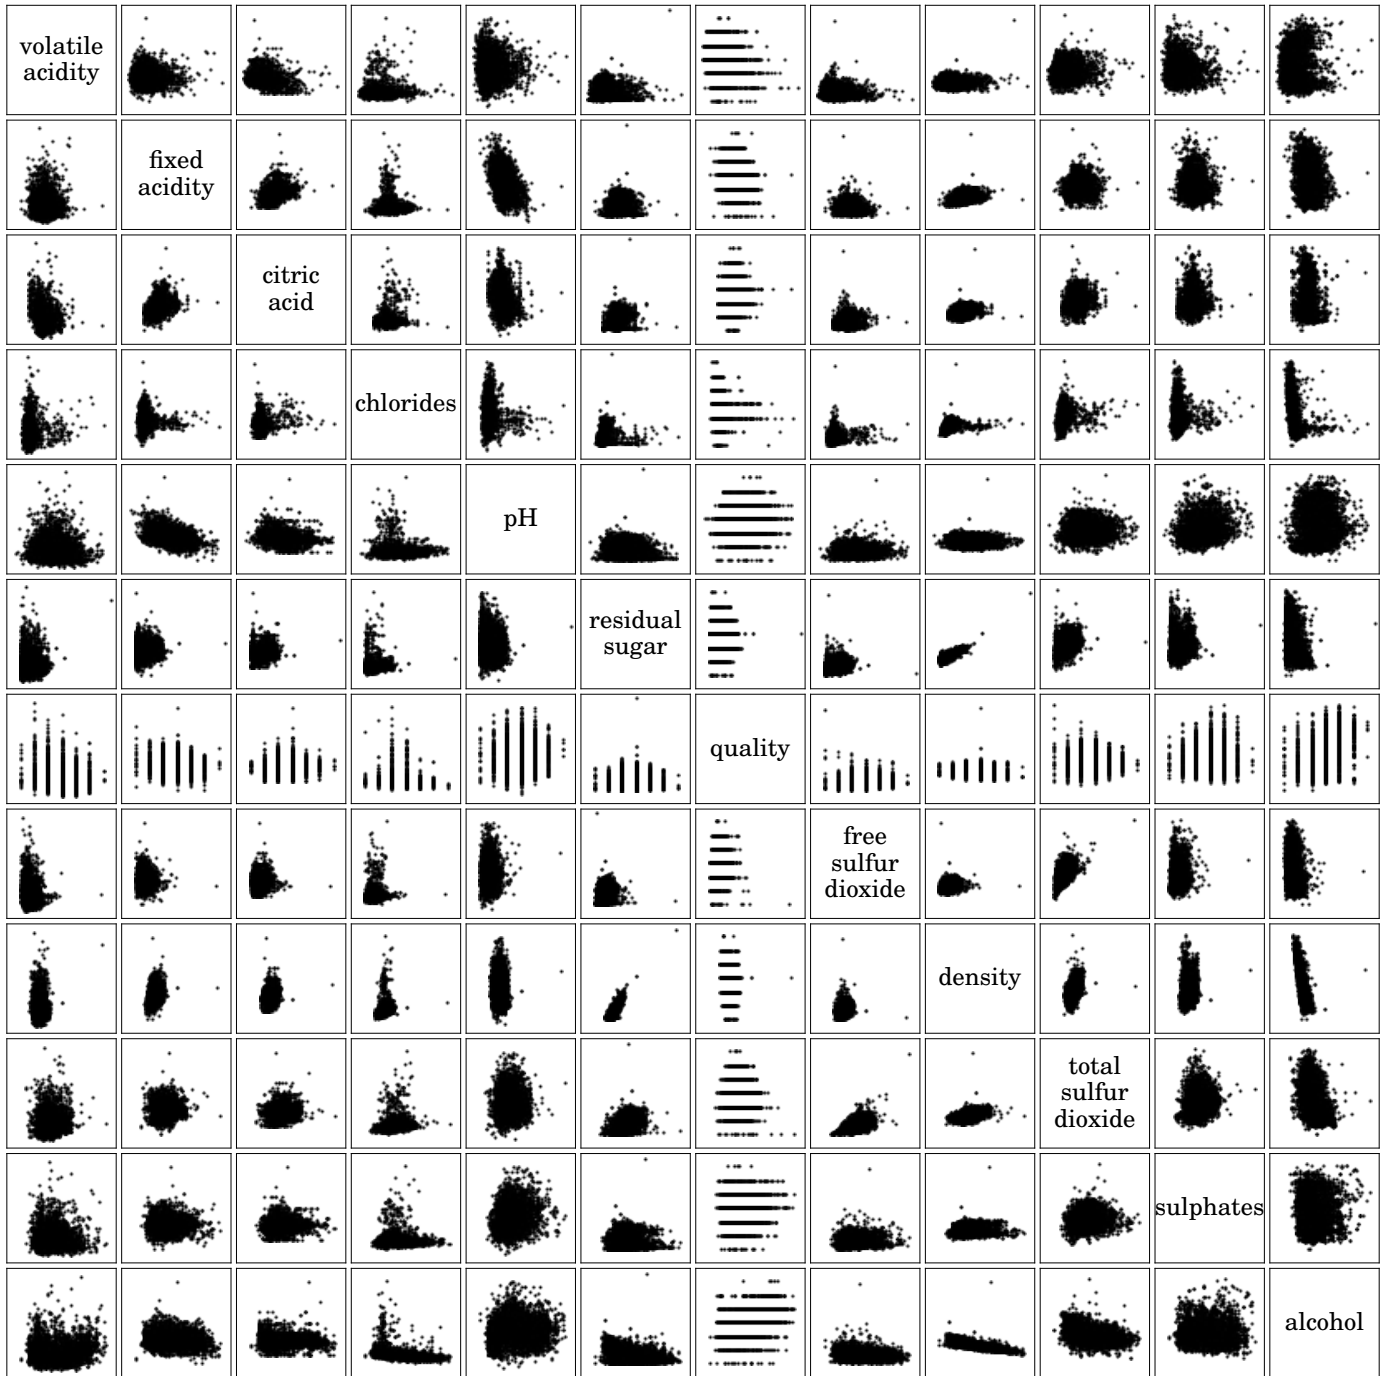 volatile
acidity
fixed
acidity
citric
acid
chlorides
pH
residual
sugar
quality
free
sulfur
dioxide
density
total
sulfur
dioxide
sulphates
alcohol